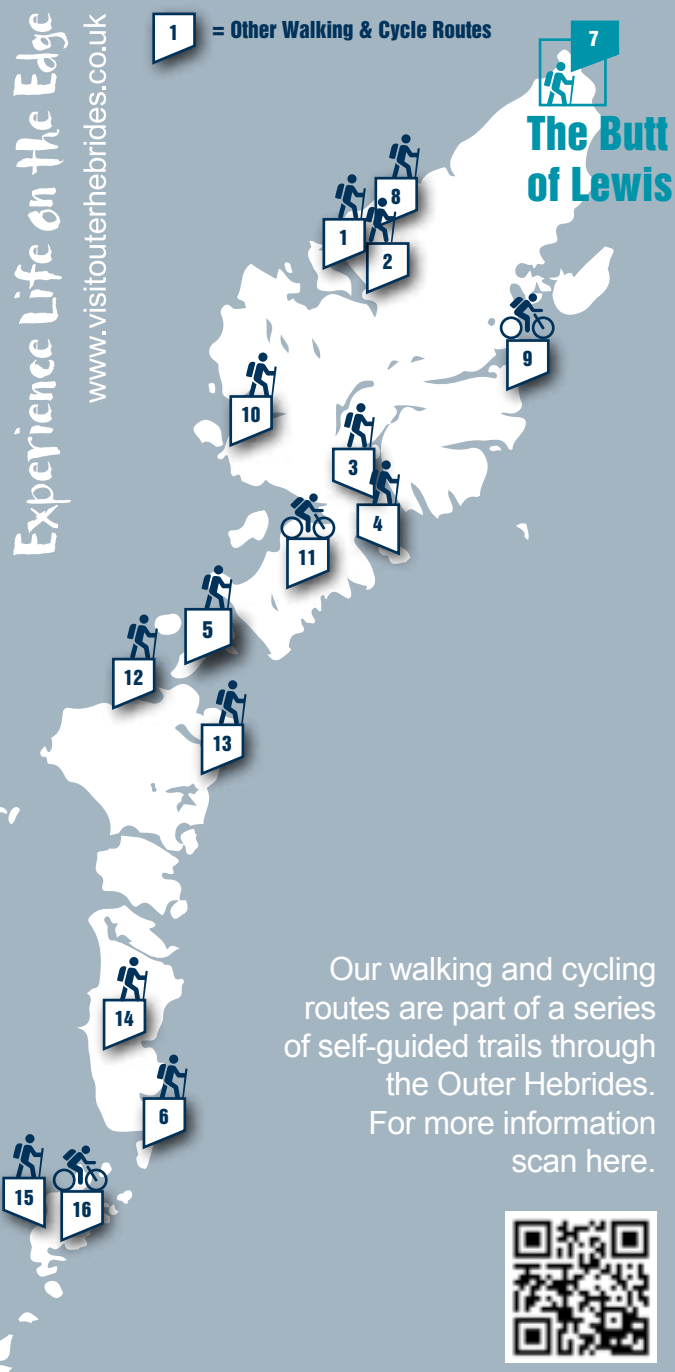 Experience Life on the Edge
www.visitouterhebrides.co.uk
1 = Other Walking & Cycle Routes
7
The Butt
of Lewis
8
1
2
9
10
3
4
11
5
12
13
14
6
15
16
Our walking and cycling
routes are part of a series
of self-guided trails through
the Outer Hebrides.
For more information
scan here.